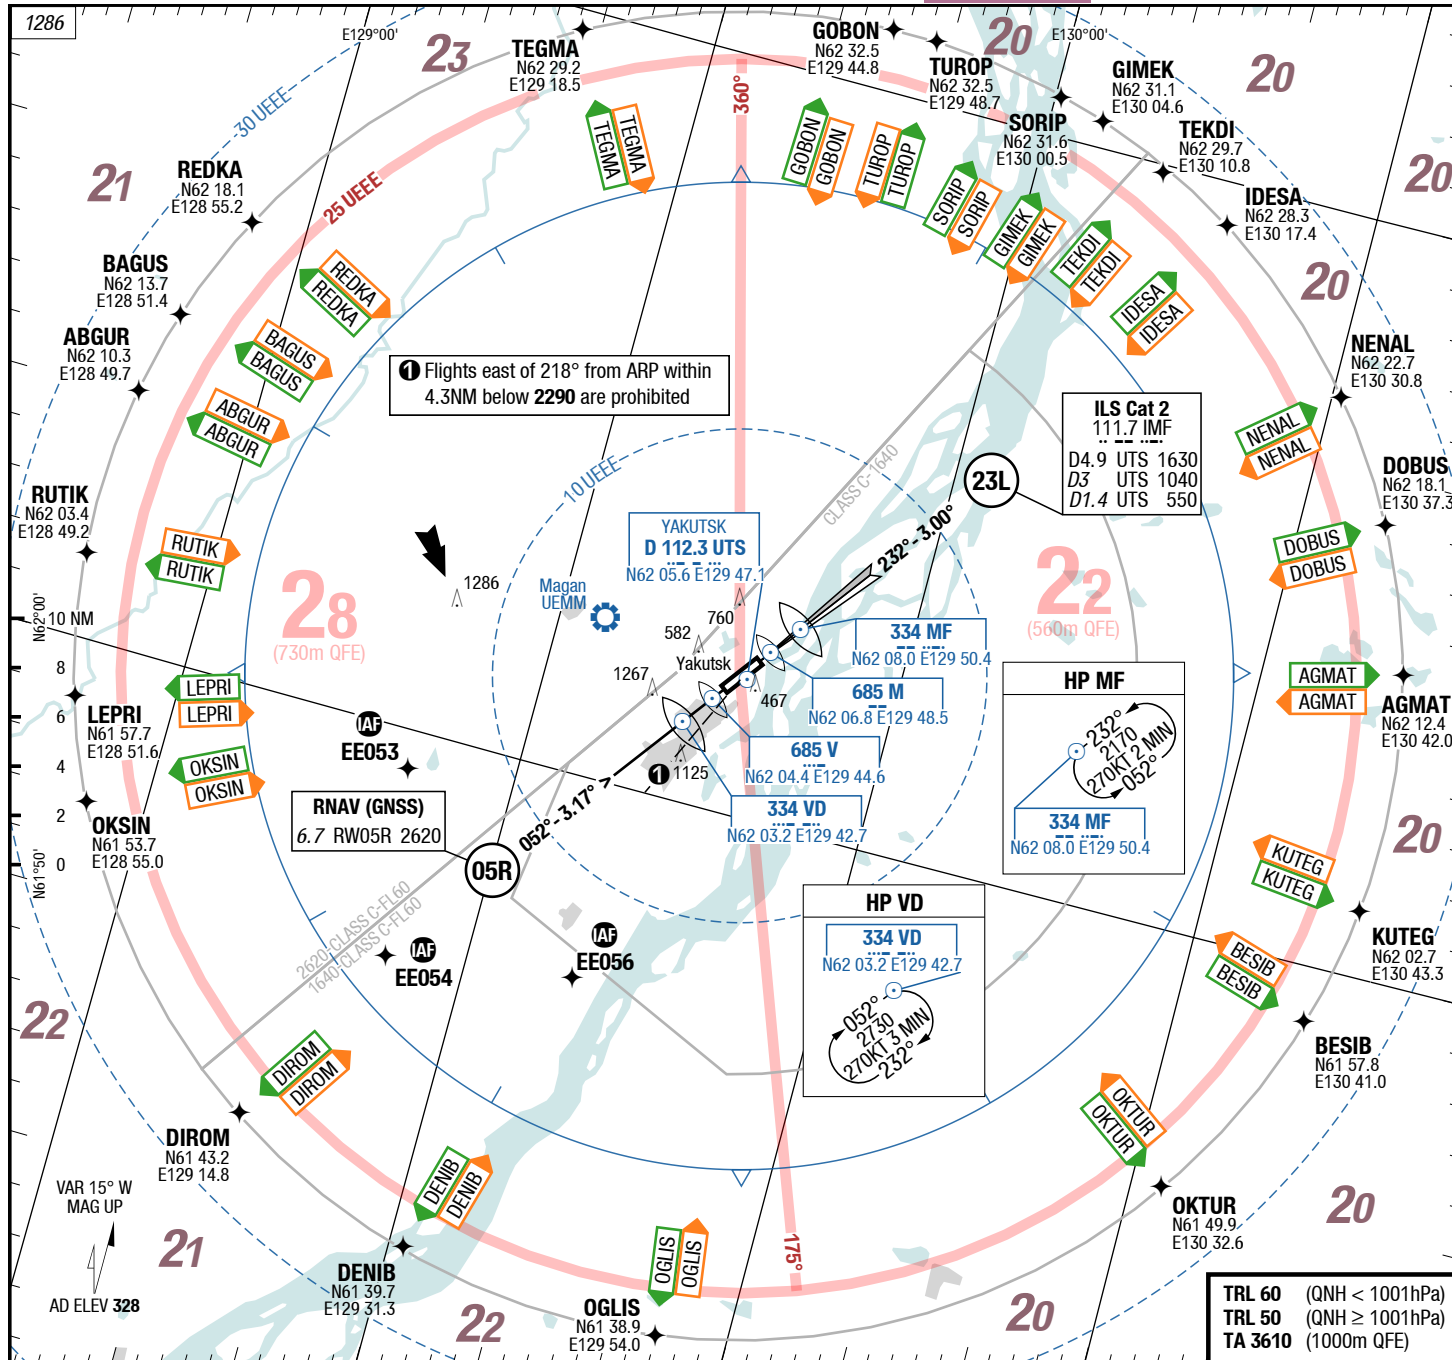 1286
E129°00'
TEGMA
N62 29.2
E129 18.5
GOBON
N62 32.5
E129 44.8
TUROP
N62 32.5
E129 48.7
E130°00'
GIMEK
N62 31.1
E130 04.6
SORIP
N62 31.6
E130 00.5
TEKDI
N62 29.7
E130 10.8
IDESA
N62 28.3
E130 17.4
23
20
20
20
20
21
30 UEEE
25 UEEE
360°
REDKA
N62 18.1
E128 55.2
BAGUS
N62 13.7
E128 51.4
ABGUR
N62 10.3
E128 49.7
RUTIK
N62 03.4
E128 49.2
TEGMA
TEGMA
GOBON
GOBON
TUROP
TUROP
SORIP
SORIP
GIMEK
GIMEK
TEKDI
TEKDI
IDESA
IDESA
REDKA
REDKA
BAGUS
BAGUS
ABGUR
ABGUR
RUTIK
RUTIK
NENAL
N62 22.7
E130 30.8
NENAL
NENAL
DOBUS
N62 18.1
E130 37.3
DOBUS
DOBUS
1 Flights east of 218° from ARP within
4.3NM below 2290 are prohibited
ILS Cat 2
111.7 IMF
D4.9 UTS 1630
D3 UTS 1040
D1.4 UTS 550
23L
232°- 3.00°
CLASS C-1640
10 UEEE
YAKUTSK
D 112.3 UTS
N62 05.6 E129 47.1
Magan
UEMM
1286
760
582
1267
Yakutsk
467
1125
1
28
(730m QFE)
22
(560m QFE)
334 MF
N62 08.0 E129 50.4
685 M
N62 06.8 E129 48.5
685 V
N62 04.4 E129 44.6
334 VD
N62 03.2 E129 42.7
HP MF
232°
2170
270KT 2 MIN
052°
334 MF
N62 08.0 E129 50.4
N62°00'
10 NM
8
6
4
2
0
N61°50'
LEPRI
LEPRI
LEPRI
N61 57.7
E128 51.6
OKSIN
OKSIN
OKSIN
N61 53.7
E128 55.0
IAF
EE053
RNAV (GNSS)
6.7 RW05R 2620
05R
052°- 3.17° >
AGMAT
AGMAT
AGMAT
N62 12.4
E130 42.0
KUTEG
KUTEG
KUTEG
N62 02.7
E130 43.3
BESIB
BESIB
BESIB
N61 57.8
E130 41.0
20
HP VD
334 VD
N62 03.2 E129 42.7
052°
2730
270KT 3 MIN
232°
2620-CLASS C-FL60
1640-CLASS C-FL60
IAF
EE054
IAF
EE056
22
DIROM
DIROM
DIROM
N61 43.2
E129 14.8
DENIB
DENIB
DENIB
N61 39.7
E129 31.3
OGLIS
OGLIS
OGLIS
N61 38.9
E129 54.0
175°
OKTUR
OKTUR
OKTUR
N61 49.9
E130 32.6
VAR 15° W
MAG UP
AD ELEV 328
21
22
20
20
TRL 60 (QNH < 1001hPa)
TRL 50 (QNH ≥ 1001hPa)
TA 3610 (1000m QFE)